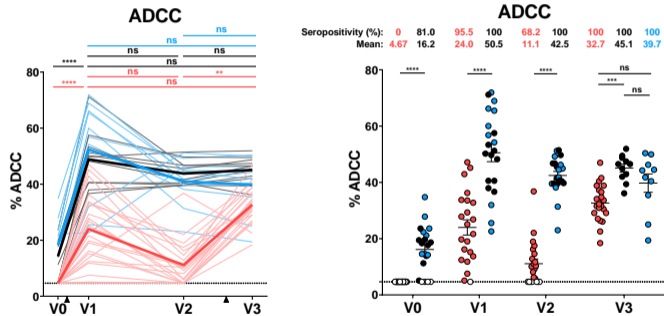 ADCC
ns
ns
ns
ns
ns
****
ns
**
****
% ADCC
80
60
40
20
0
V0
V1
V2
V3
ADCC
Seropositivity (%): 0 81.0 95.5 100 68.2 100 100 100 100
Mean: 4.67 16.2 24.0 50.5 11.1 42.5 32.7 45.1 39.7
% ADCC
80
60
40
20
0
****
****
****
ns
***
ns
V0
V1
V2
V3